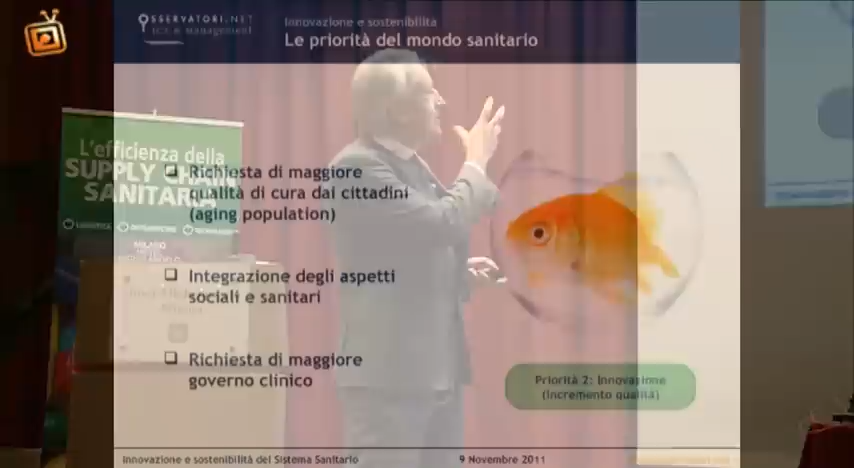 OSSERVATORI.NET
ICT & Management
Innovazione e sostenibilita
Le priorità del mondo sanitario
L'efficienza della
SUPPLY CHAIN
SANITARIA
MILANO
❑ Richiesta di maggiore
qualità di cura dai cittadini
(aging population)
❑ Integrazione degli aspetti
sociali e sanitari
❑ Richiesta di maggiore
governo clinico
Priorità 2: Innovazione
(incremento qualità)
Innovazione e sostenibilità del Sistema Sanitario
9 Novembre 2011